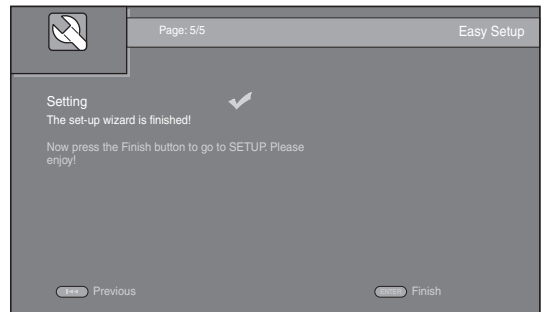 Page: 5/5
Easy Setup
Setting
The set-up wizard is finished!
Now press the Finish button to go to SETUP. Please
enjoy!
Previous
ENTER Finish